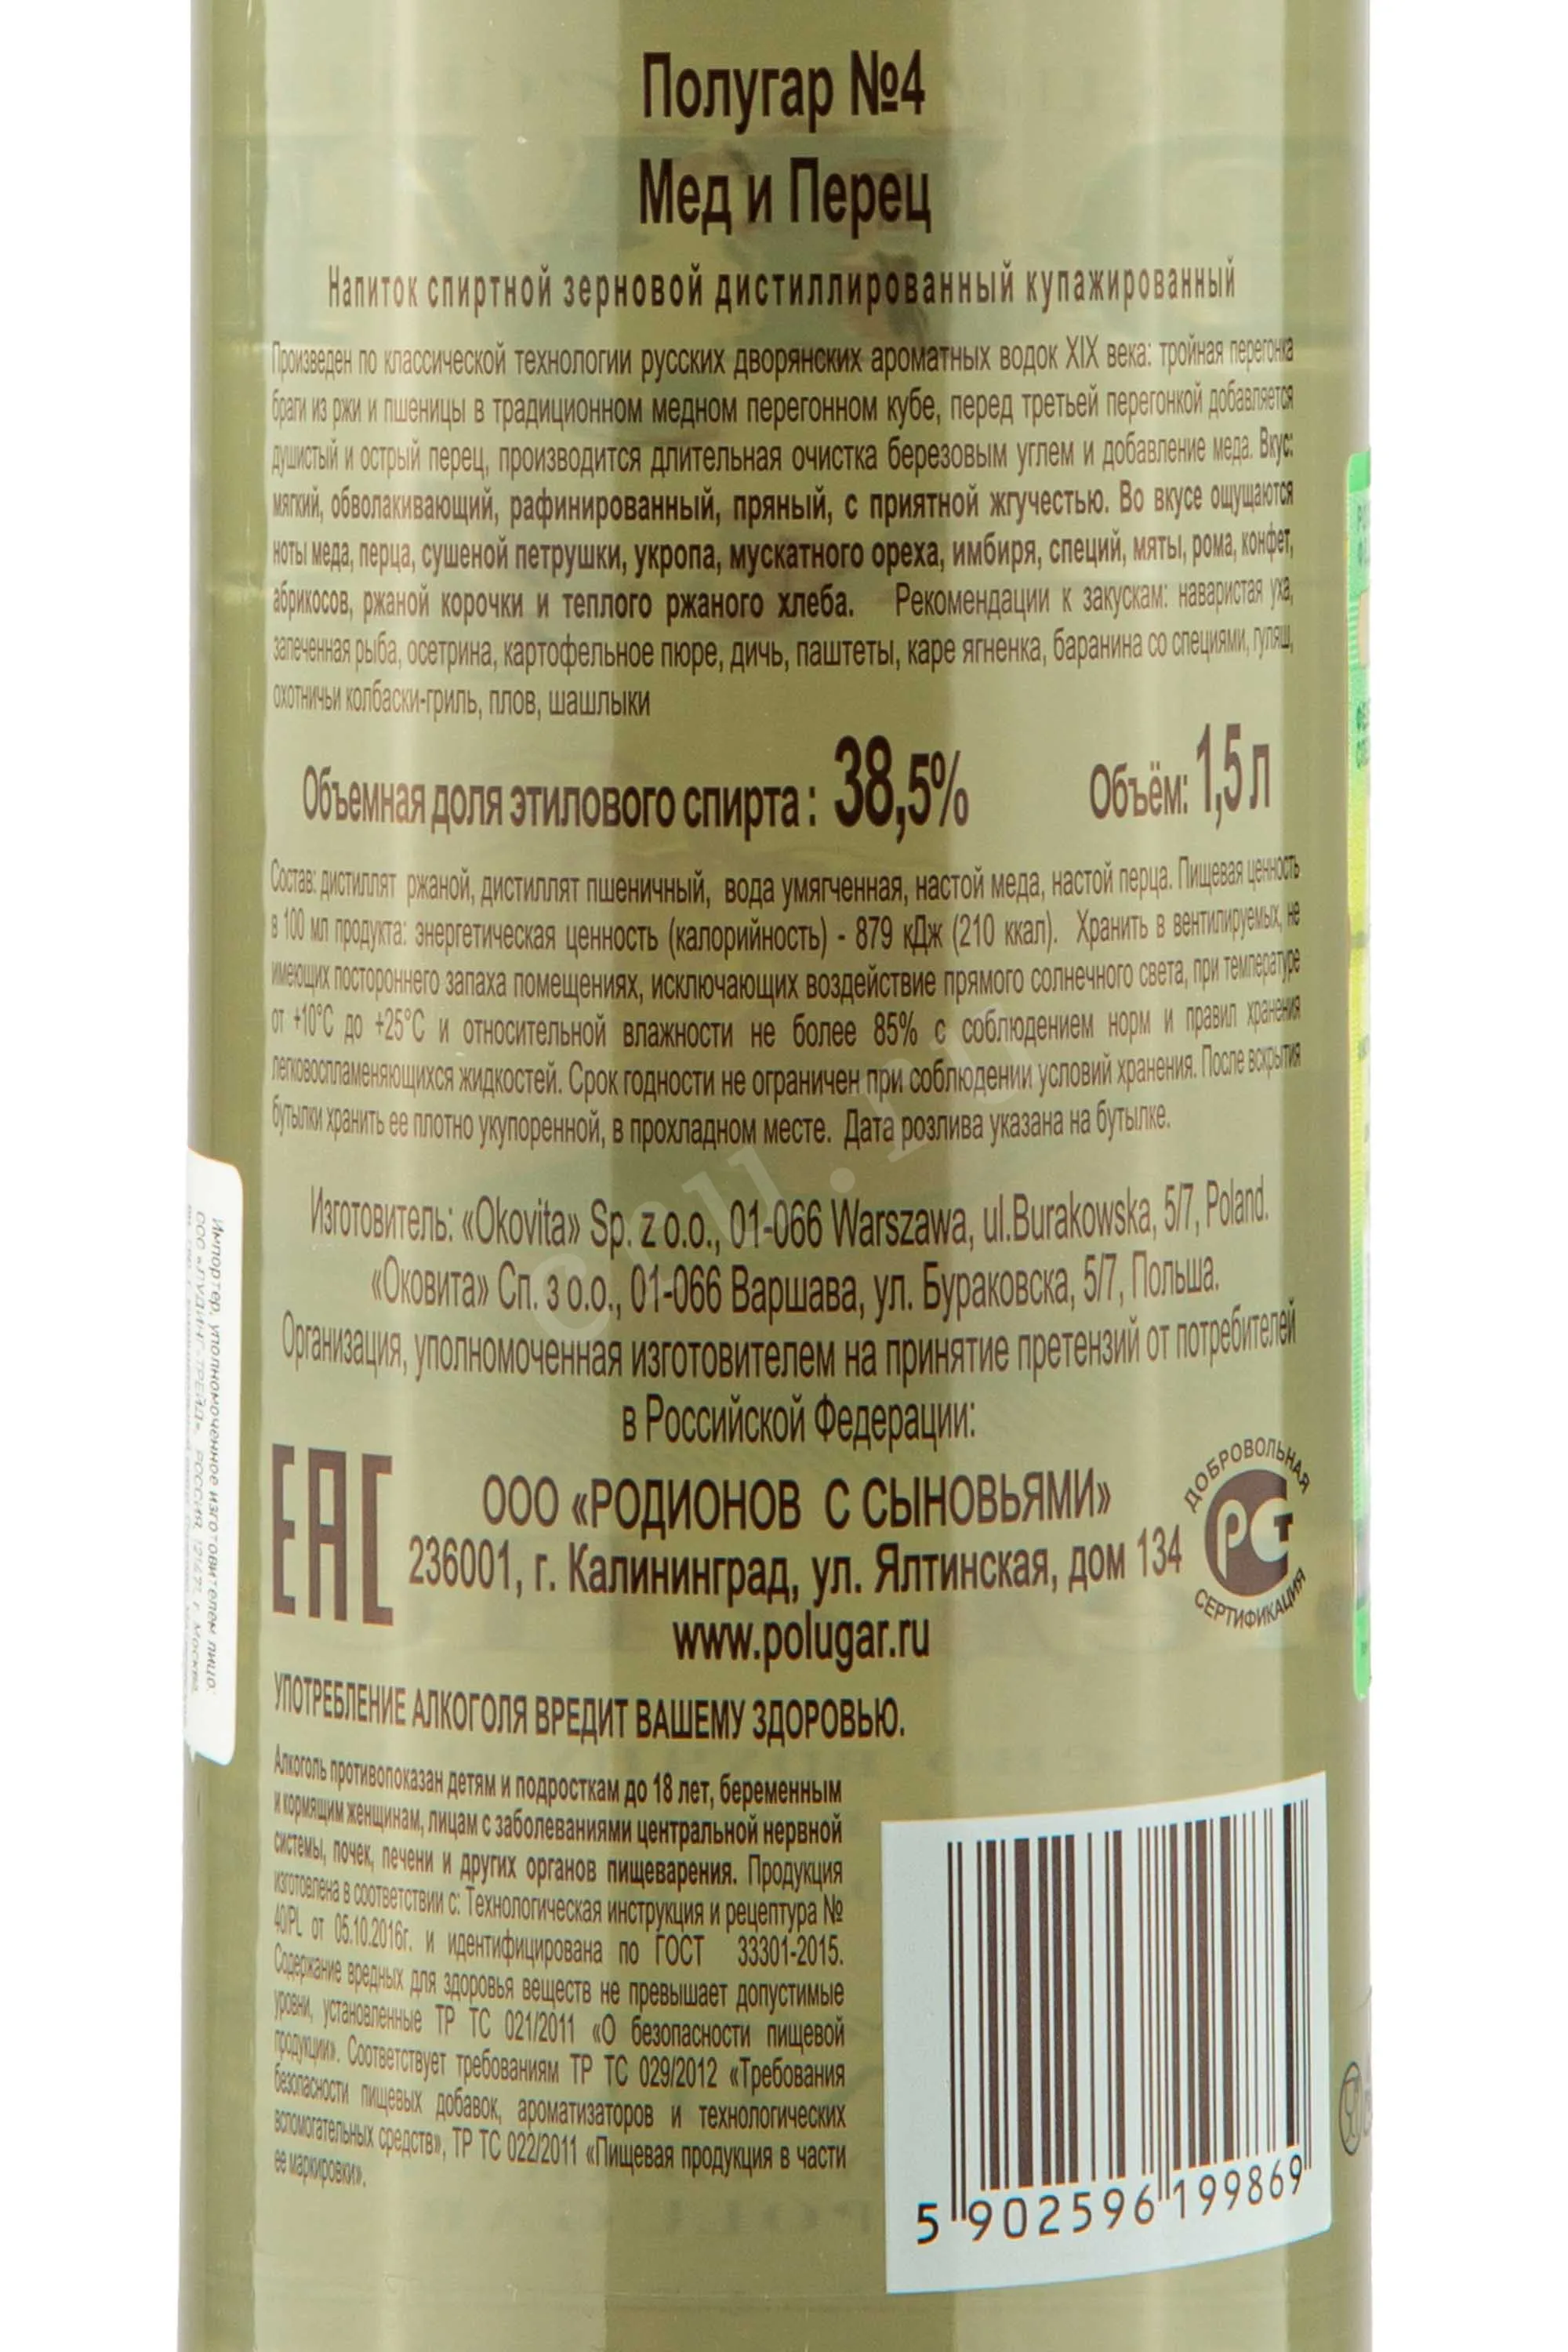 Полугар №4
Мед и Перец
Напиток спиртной зерновой дистиллированный купажированный
Произведен по классической технологии русских дворянских ароматных водок XIX века: тройная перегонка
браги из ржи и пшеницы в традиционном медном перегонном кубе, перед третьей перегонкой добавляется
душистый и острый перец, производится длительная очистка березовым углем и добавление меда. Вкус:
мягкий, обволакивающий, рафинированный, пряный, с приятной жгучестью. Во вкусе ощущаются
ноты меда, перца, сушеной петрушки, укропа, мускатного ореха, имбиря, специй, мяты, рома, конфет,
абрикосов, ржаной корочки и теплого ржаного хлеба. Рекомендации к закускам: наваристая уха,
запеченная рыба, осетрина, картофельное пюре, дичь, паштеты, каре ягненка, баранина со специями, гуляш,
охотничьи колбаски-гриль, плов, шашлыки
Объемная доля этилового спирта: 38,5% Объём: 1,5 л
Состав: дистиллят ржаной, дистиллят пшеничный, вода умягченная, настой меда, настой перца. Пищевая ценность
в 100 мл продукта: энергетическая ценность (калорийность) - 879 кДж (210 ккал). Хранить в вентилируемых, не
имеющих постороннего запаха помещениях, исключающих воздействие прямого солнечного света, при температуре
от +10°С до +25°С и относительной влажности не более 85% с соблюдением норм и правил хранения
легковоспламеняющихся жидкостей. Срок годности не ограничен при соблюдении условий хранения. После вскрытия
бутылки хранить ее плотно укупоренной, в прохладном месте. Дата розлива указана на бутылке.
Изготовитель: «Okovita» Sp. z o.o., 01-066 Warszawa, ul.Burakowska, 5/7, Poland.
«Оковита» Сп. з о.о., 01-066 Варшава, ул. Бураковска, 5/7, Польша.
Организация, уполномоченная изготовителем на принятие претензий от потребителей
в Российской Федерации:
ЕАС
ООО «РОДИОНОВ С СЫНОВЬЯМИ»
236001, г. Калининград, ул. Ялтинская, дом 134
www.polugar.ru
ДОБРОВОЛЬНАЯ
РСТ
СЕРТИФИКАЦИЯ
УПОТРЕБЛЕНИЕ АЛКОГОЛЯ ВРЕДИТ ВАШЕМУ ЗДОРОВЬЮ.
Алкоголь противопоказан детям и подросткам до 18 лет, беременным
и кормящим женщинам, лицам с заболеваниями центральной нервной
системы, почек, печени и других органов пищеварения. Продукция
изготовлена в соответствии с: Технологическая инструкция и рецептура №
40/PL от 05.10.2016г. и идентифицирована по ГОСТ 33301-2015.
Содержание вредных для здоровья веществ не превышает допустимые
уровни, установленные ТР ТС 021/2011 «О безопасности пищевой
продукции». Соответствует требованиям ТР ТС 029/2012 «Требования
безопасности пищевых добавок, ароматизаторов и технологических
вспомогательных средств», ТР ТС 022/2011 «Пищевая продукция в части
ее маркировки».
5 902596 199869
Импортер, уполномоченное изготовителем лицо:
ООО «ЛУДИНГ-ТРЕЙД», РОССИЯ, г. Москва,